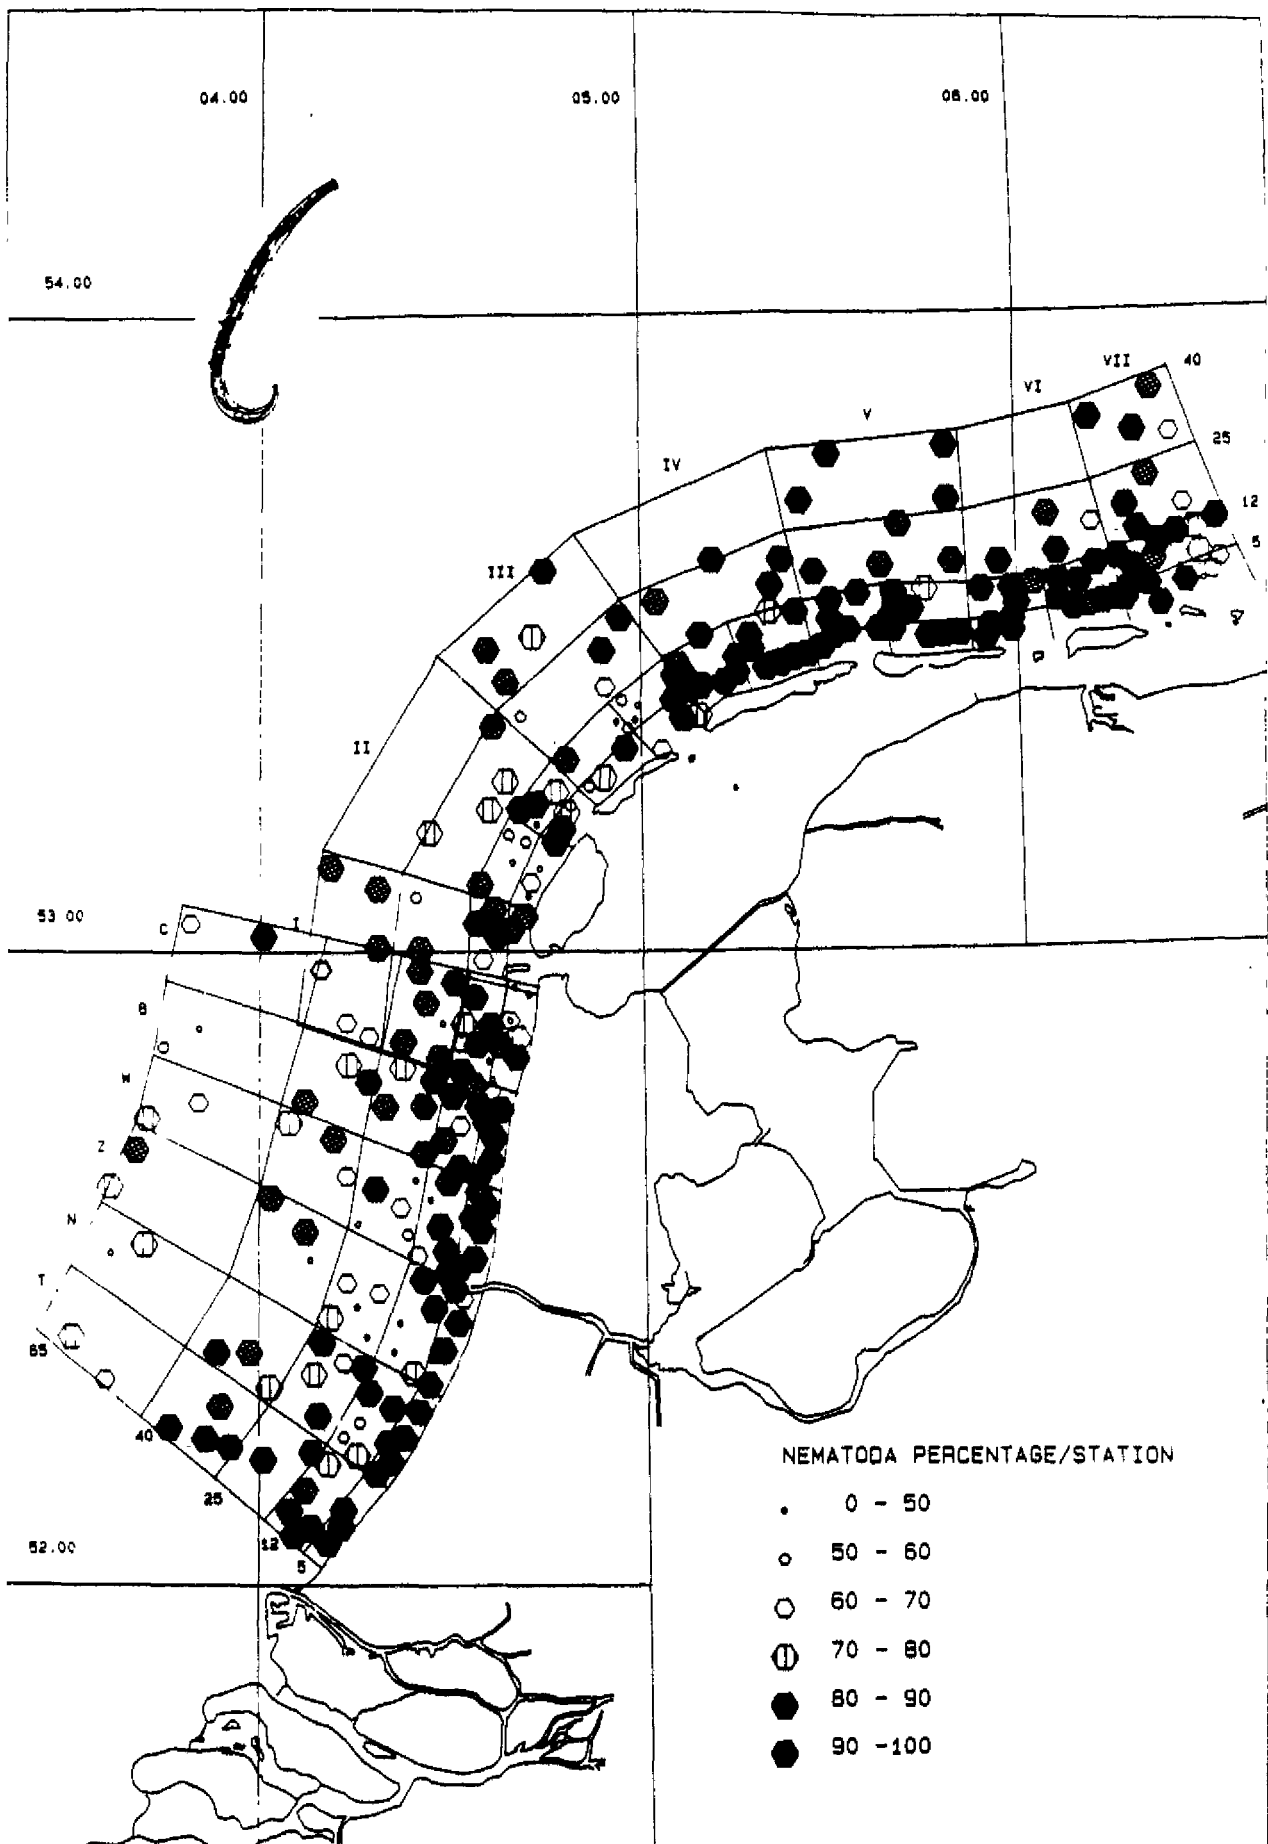 04.00 05.00 06.00
54.00
VII 40
VI
V
25
IV
12
5
III
II
53 00
C I
B
W
Z
N
T
65
40
25
12
52.00
5
NEMATODA PERCENTAGE/STATION
0 - 50
50 - 60
60 - 70
70 - 80
80 - 90
90 -100